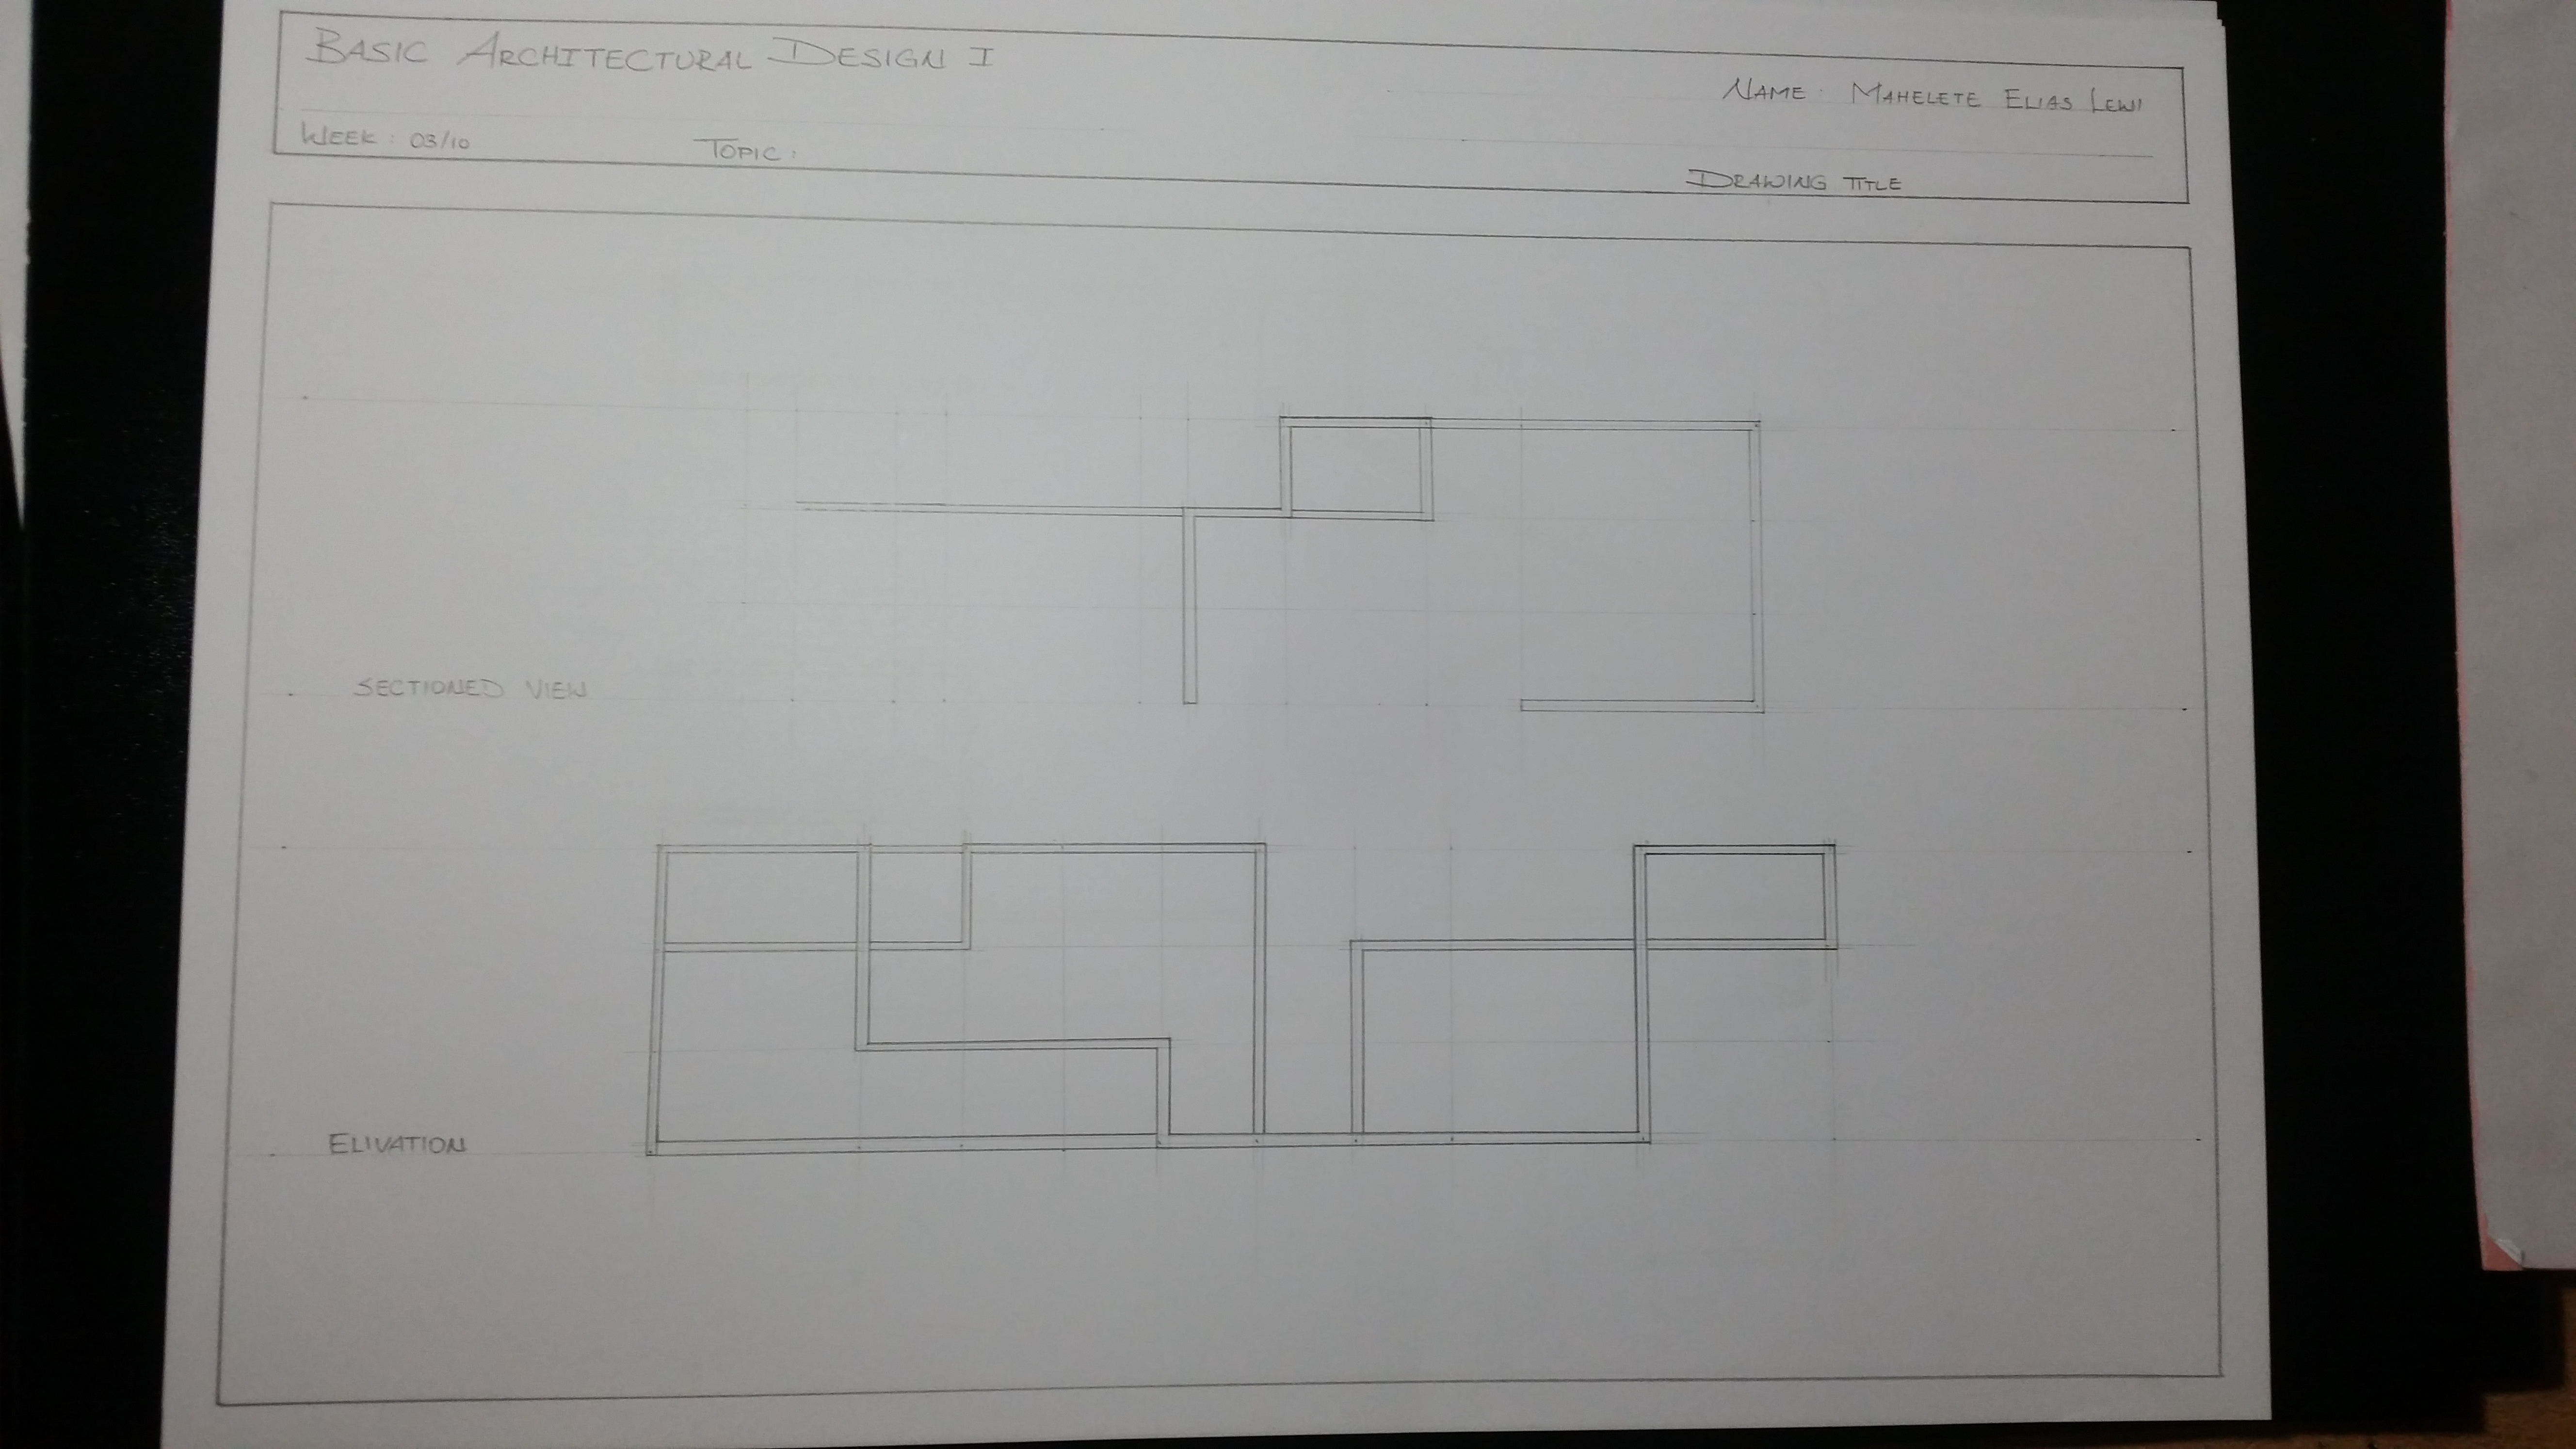 BASIC ARCHITECTURAL DESIGN I
NAME: MAHELETE ELIAS LEWI
WEEK: 03/10
TOPIC:
DRAWING TITLE
SECTIONED VIEW
ELIVATION